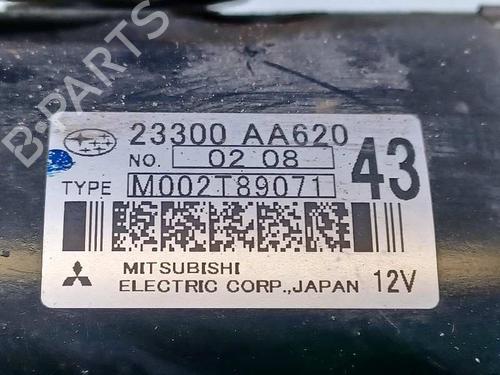 B-PARTS
23300 AA620
NO. 02 08
43
TYPE M002T89071
MITSUBISHI
ELECTRIC CORP.,JAPAN 12V